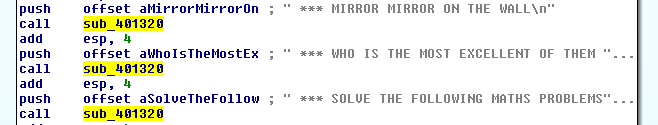 push offset aMirrorMirrorOn ; " *** MIRROR MIRROR ON THE WALL\n"
call sub_401320
add esp, 4
push offset aWhoIsTheMostEx ; " *** WHO IS THE MOST EXCELLENT OF THEM "...
call sub_401320
add esp, 4
push offset aSolveTheFollow ; " *** SOLVE THE FOLLOWING MATHS PROBLEMS"...
call sub_401320